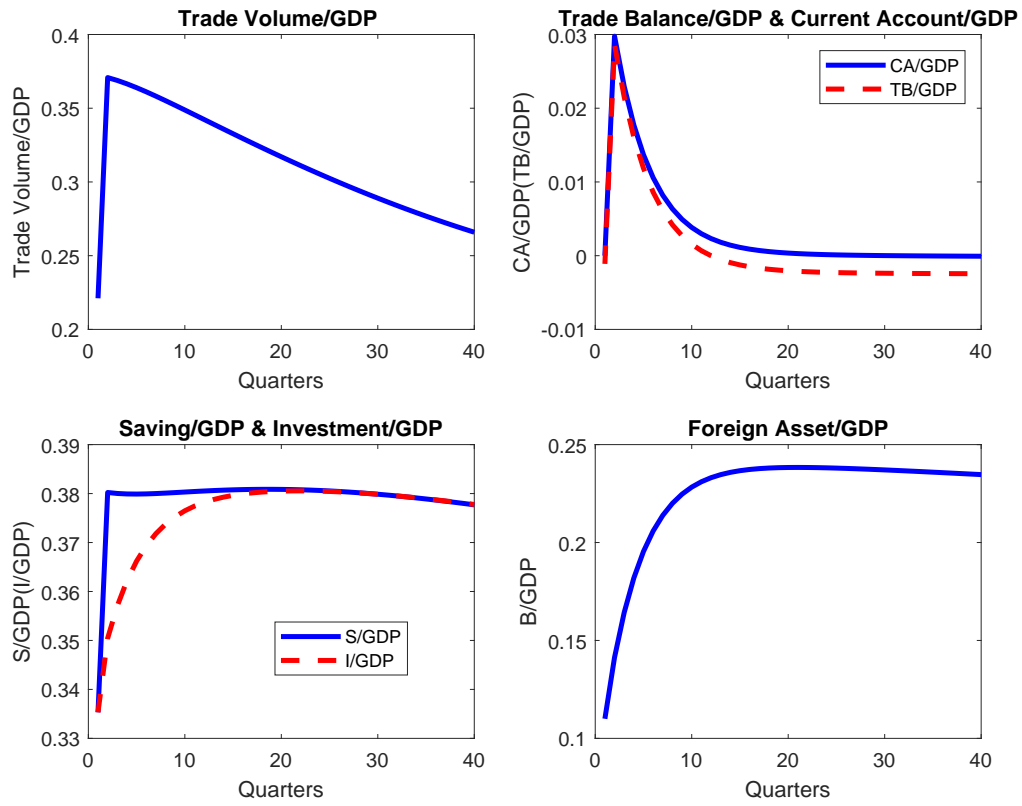 Trade Volume/GDP
Trade Volume/GDP
0.4
0.35
0.3
0.25
0.2
0
10
20
30
40
Quarters
Trade Balance/GDP & Current Account/GDP
CA/GDP(TB/GDP)
0.03
0.02
0.01
0
-0.01
CA/GDP
TB/GDP
0
10
20
30
40
Quarters
Saving/GDP & Investment/GDP
S/GDP(I/GDP)
0.39
0.38
0.37
0.36
0.35
0.34
0.33
S/GDP
I/GDP
0
10
20
30
40
Quarters
Foreign Asset/GDP
B/GDP
0.25
0.2
0.15
0.1
0
10
20
30
40
Quarters